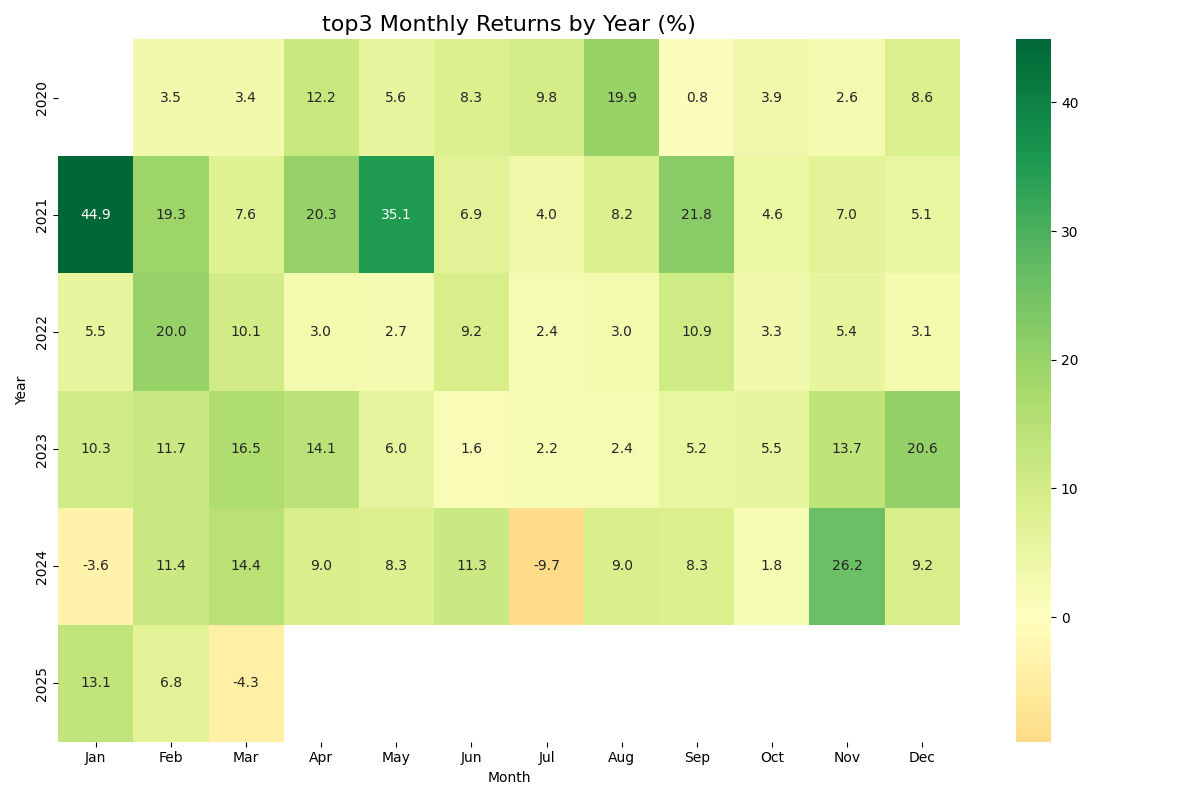 top3 Monthly Returns by Year (%)
2020 3.5 3.4 12.2 5.6 8.3 9.8 19.9 0.8 3.9 2.6 8.6
2021 44.9 19.3 7.6 20.3 35.1 6.9 4.0 8.2 21.8 4.6 7.0 5.1
2022 5.5 20.0 10.1 3.0 2.7 9.2 2.4 3.0 10.9 3.3 5.4 3.1
Year
2023 10.3 11.7 16.5 14.1 6.0 1.6 2.2 2.4 5.2 5.5 13.7 20.6
2024 -3.6 11.4 14.4 9.0 8.3 11.3 -9.7 9.0 8.3 1.8 26.2 9.2
2025 13.1 6.8 -4.3
Jan Feb Mar Apr May Jun Jul Aug Sep Oct Nov Dec
Month
40
30
20
10
0